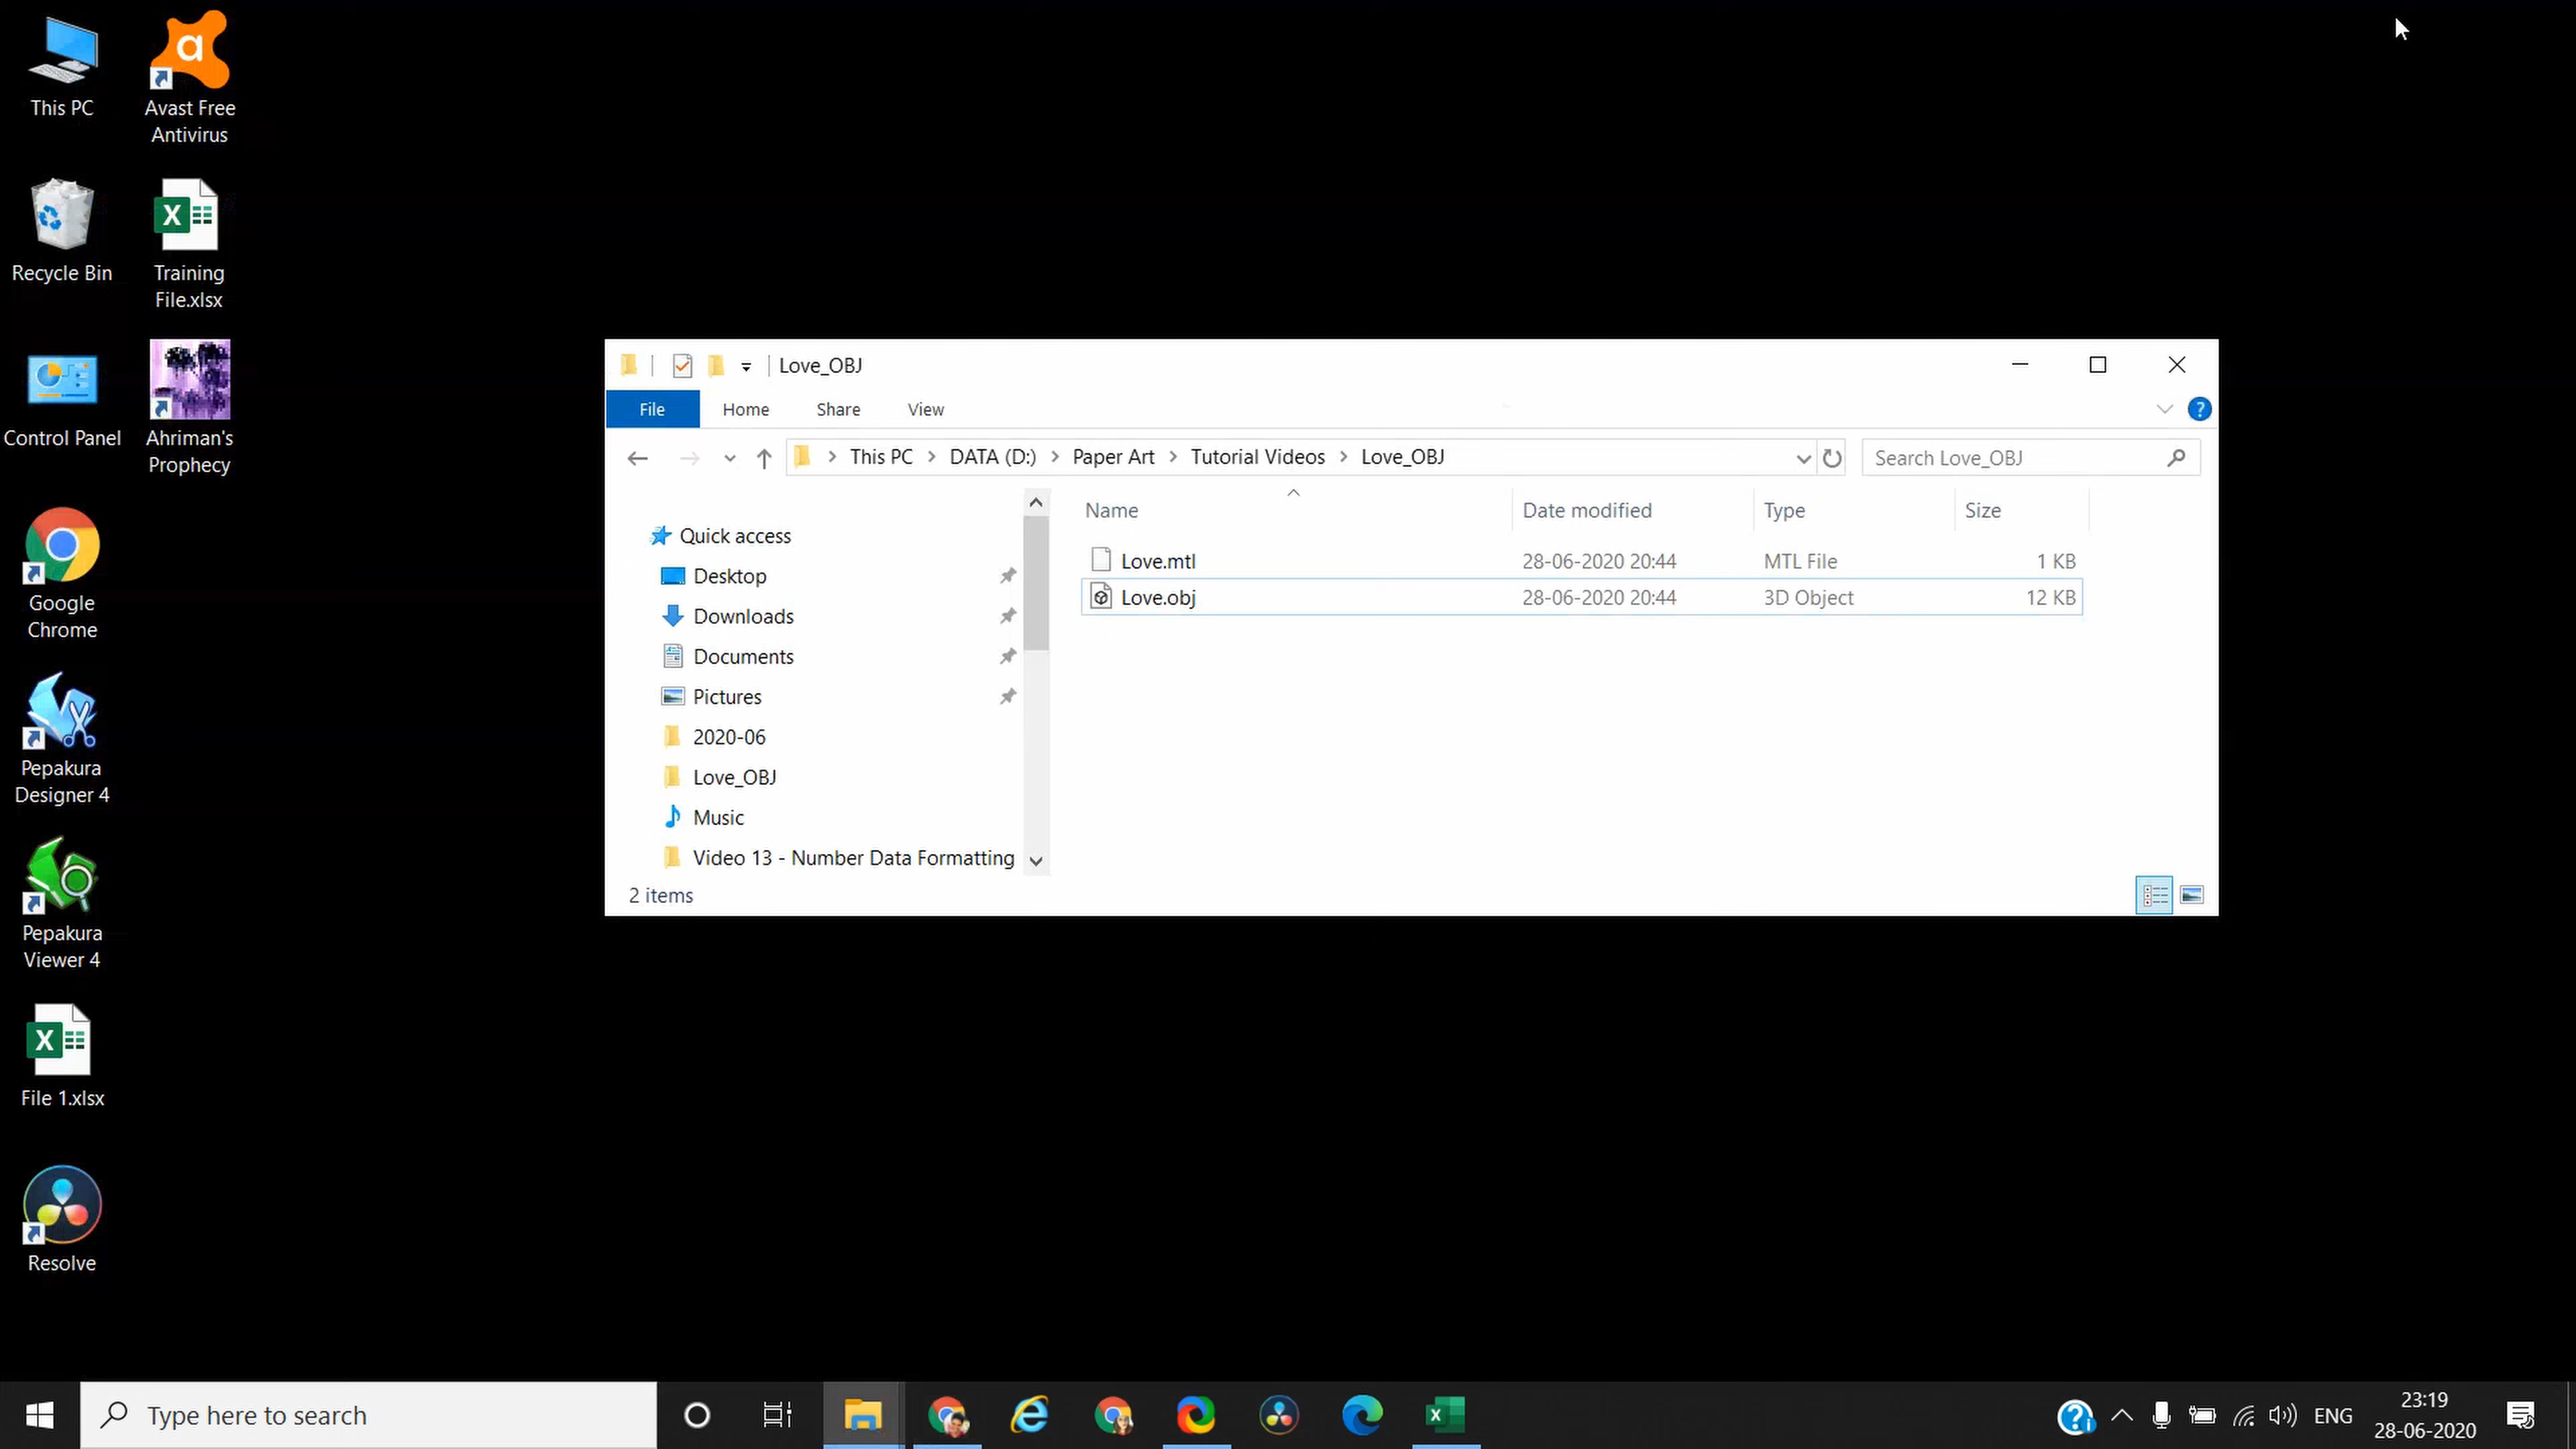 This PC
Avast Free
Antivirus
Recycle Bin
Training
File.xlsx
Control Panel
Ahriman's
Prophecy
Google
Chrome
Pepakura
Designer 4
Pepakura
Viewer 4
File 1.xlsx
Resolve
Love_OBJ
File Home Share View
This PC > DATA (D:) > Paper Art > Tutorial Videos > Love_OBJ
Search Love_OBJ
Name Date modified Type Size
Love.mtl 28-06-2020 20:44 MTL File 1 KB
Love.obj 28-06-2020 20:44 3D Object 12 KB
Quick access
Desktop
Downloads
Documents
Pictures
2020-06
Love_OBJ
Music
Video 13 - Number Data Formatting
2 items
Type here to search
ENG
23:19
28-06-2020